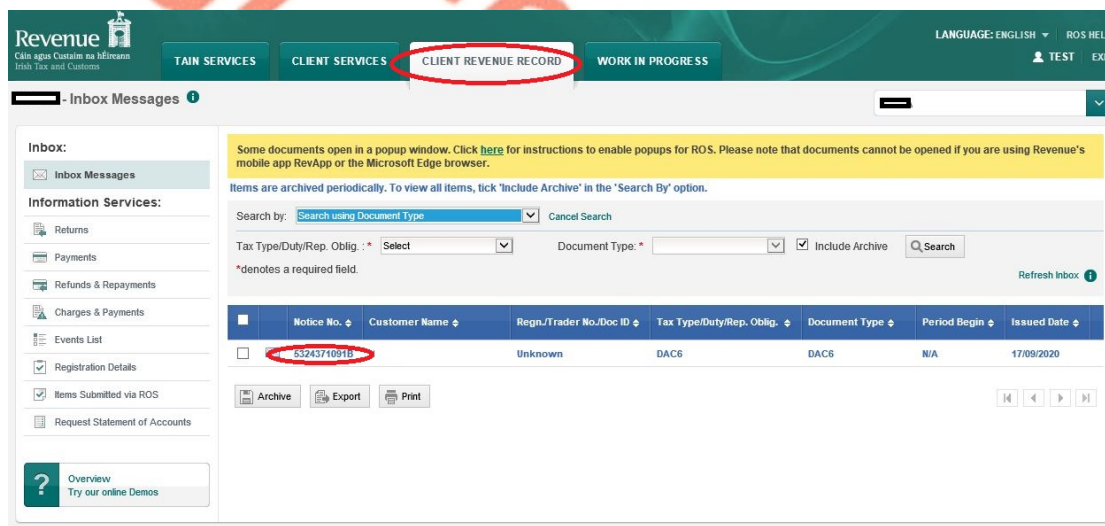 Revenue
Cáin agus Custaim na hÉireann
Irish Tax and Customs
LANGUAGE: ENGLISH ROS HEL
TAIN SERVICES CLIENT SERVICES CLIENT REVENUE RECORD WORK IN PROGRESS
TEST EXI
- Inbox Messages i
Inbox:
Inbox Messages
Information Services:
Returns
Payments
Refunds & Repayments
Charges & Payments
Events List
Registration Details
Items Submitted via ROS
Request Statement of Accounts
?
Overview
Try our online Demos
Some documents open in a popup window. Click here for instructions to enable popups for ROS. Please note that documents cannot be opened if you are using Revenue's
mobile app RevApp or the Microsoft Edge browser.
Items are archived periodically. To view all items, tick 'Include Archive' in the 'Search By' option.
Search by: Search using Document Type Cancel Search
Tax Type/Duty/Rep. Oblig. : * Select Document Type: * Include Archive Search
*denotes a required field.
Refresh Inbox i
Notice No. Customer Name Regn./Trader No./Doc ID Tax Type/Duty/Rep. Oblig. Document Type Period Begin Issued Date
5324371091B Unknown DAC6 DAC6 N/A 17/09/2020
Archive Export Print